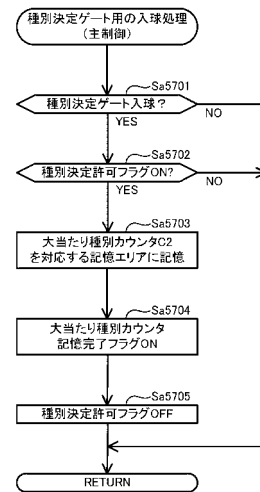 種別決定ゲート用の入球処理
(主制御)
Sa5701
種別決定ゲート入球?
NO
YES
Sa5702
種別決定許可フラグON?
NO
YES
Sa5703
大当たり種別カウンタC2
を対応する記憶エリアに記憶
Sa5704
大当たり種別カウンタ
記憶完了フラグON
Sa5705
種別決定許可フラグOFF
RETURN